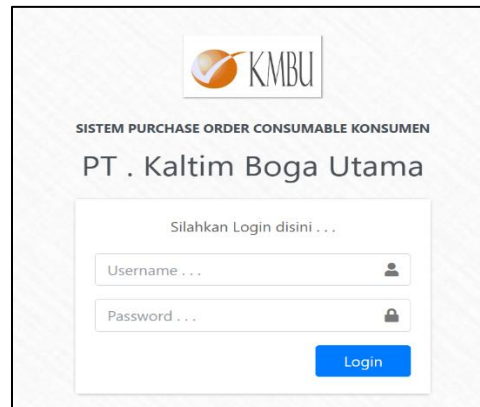 KMBU
SISTEM PURCHASE ORDER CONSUMABLE KONSUMEN
PT . Kaltim Boga Utama
Silahkan Login disini . . .
Username . . .
Password . . .
Login